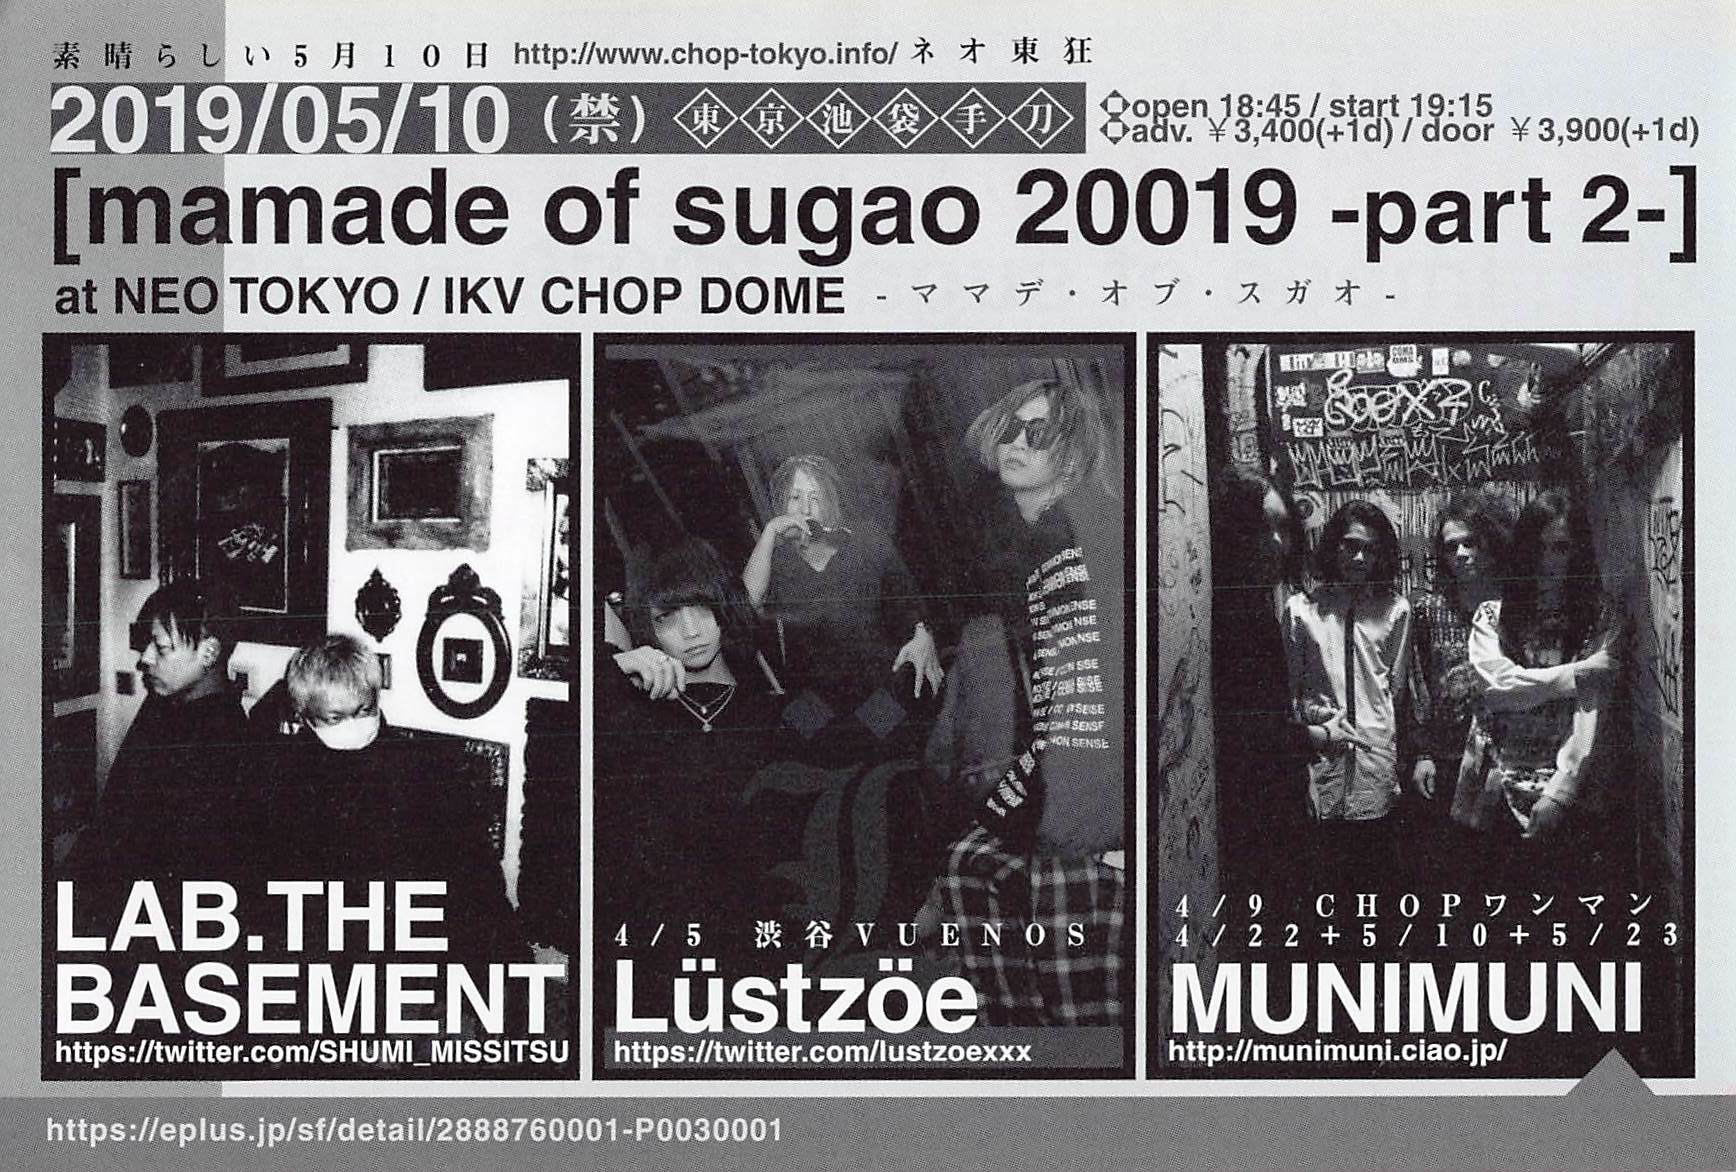 素晴らしい5月10日 http://www.chop-tokyo.info/ ネオ東狂
2019/05/10 (禁) 東京池袋手刀
open 18:45 / start 19:15
adv. ¥3,400(+1d) / door ¥3,900(+1d)
[mamade of sugao 20019 -part 2-]
at NEO TOKYO / IKV CHOP DOME -ママデ・オブ・スガオ-
LAB.THE
BASEMENT
https://twitter.com/SHUMI_MISSITSU
4/5 渋谷VUENOS
Lüstzöe
https://twitter.com/lustzoexxx
4/9 CHOPワンマン
4/22+5/10+5/23
MUNIMUNI
http://munimuni.ciao.jp/
https://eplus.jp/sf/detail/2888760001-P0030001